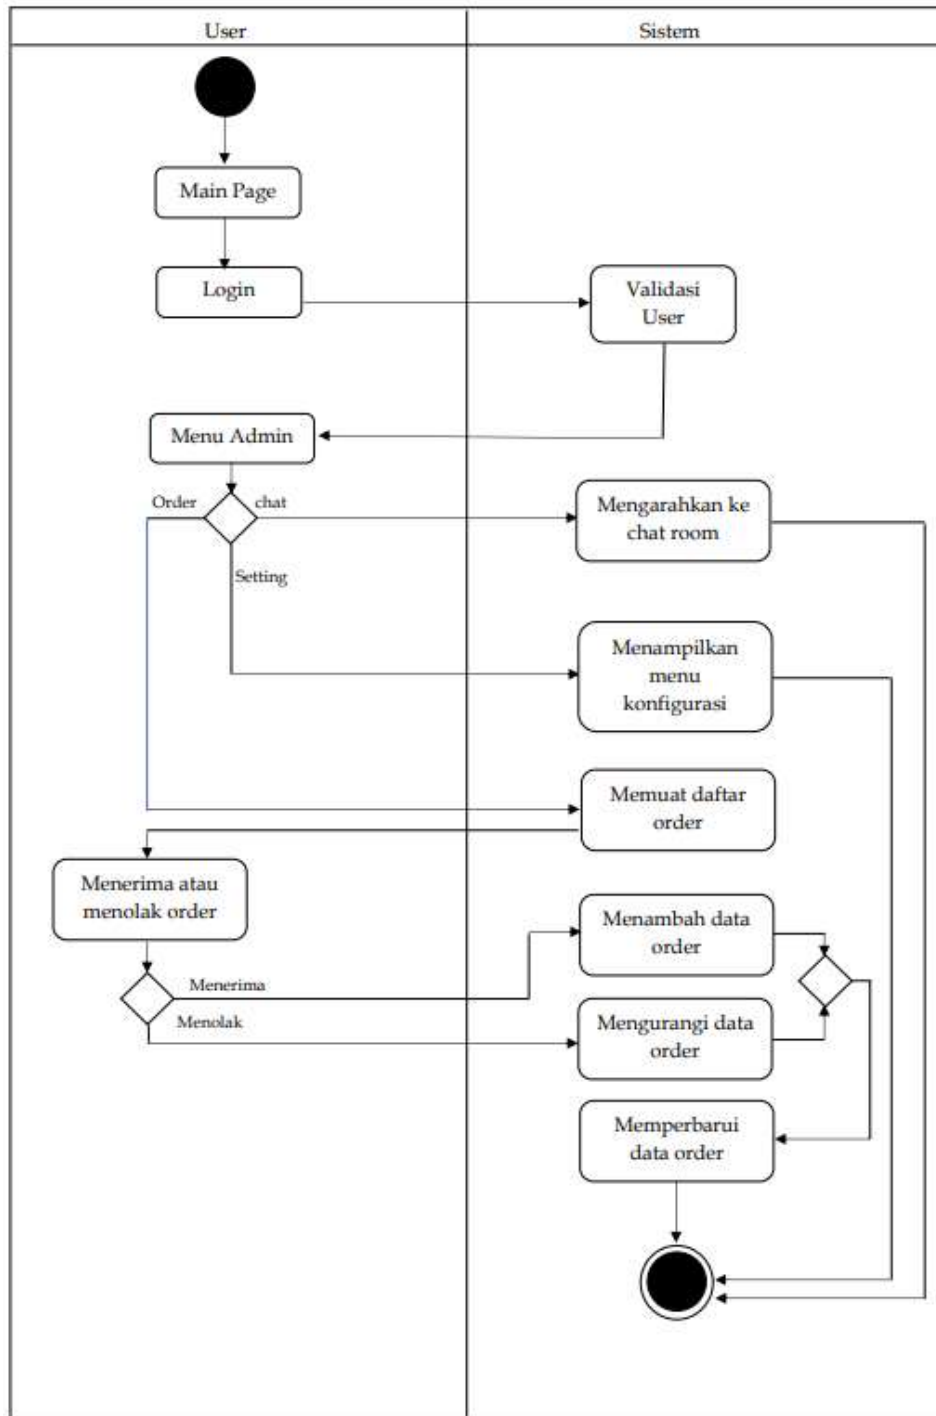 User
Sistem
Main Page
Login
Validasi
User
Menu Admin
Order
chat
Setting
Mengarahkan ke
chat room
Menampilkan
menu
konfigurasi
Memuat daftar
order
Menerima atau
menolak order
Menerima
Menolak
Menambah data
order
Mengurangi data
order
Memperbarui
data order